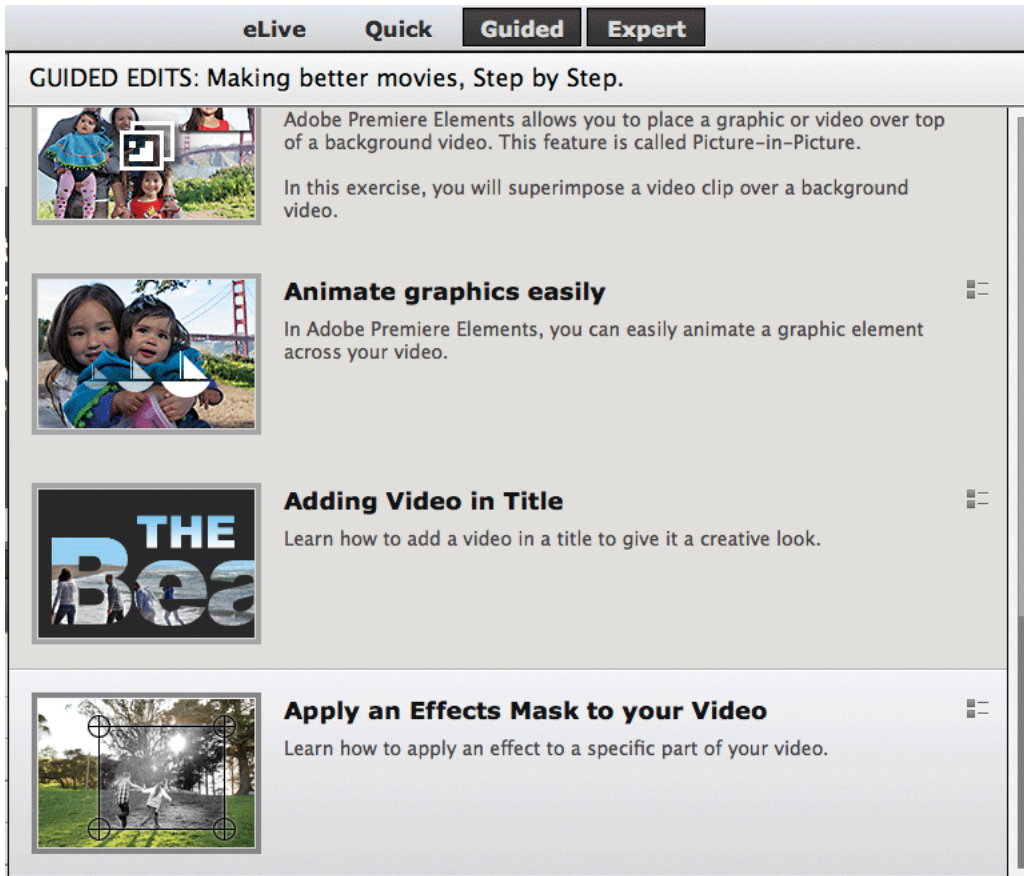 eLive Quick Guided Expert
GUIDED EDITS: Making better movies, Step by Step.
Adobe Premiere Elements allows you to place a graphic or video over top
of a background video. This feature is called Picture-in-Picture.
In this exercise, you will superimpose a video clip over a background
video.
Animate graphics easily
In Adobe Premiere Elements, you can easily animate a graphic element
across your video.
THE
Bea
Adding Video in Title
Learn how to add a video in a title to give it a creative look.
Apply an Effects Mask to your Video
Learn how to apply an effect to a specific part of your video.